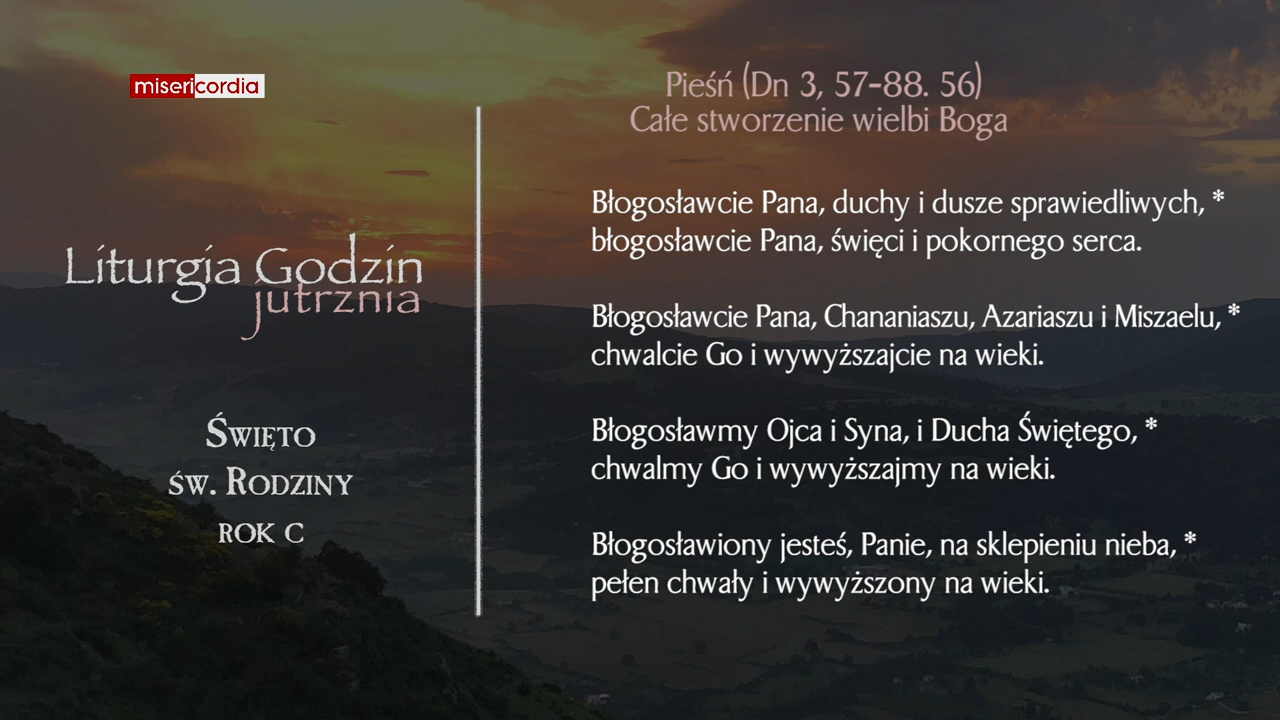 misericordia
Liturgia Godzin
jutrznia
Święto
św. Rodziny
rok C
Pieśń (Dn 3, 57-88. 56)
Całe stworzenie wielbi Boga
Błogosławcie Pana, duchy i dusze sprawiedliwych, *
błogosławcie Pana, święci i pokornego serca.
Błogosławcie Pana, Chananiaszu, Azariaszu i Miszaelu, *
chwalcie Go i wywyższajcie na wieki.
Błogosławmy Ojca i Syna, i Ducha Świętego, *
chwalmy Go i wywyższajmy na wieki.
Błogosławiony jesteś, Panie, na sklepieniu nieba, *
pełen chwały i wywyższony na wieki.